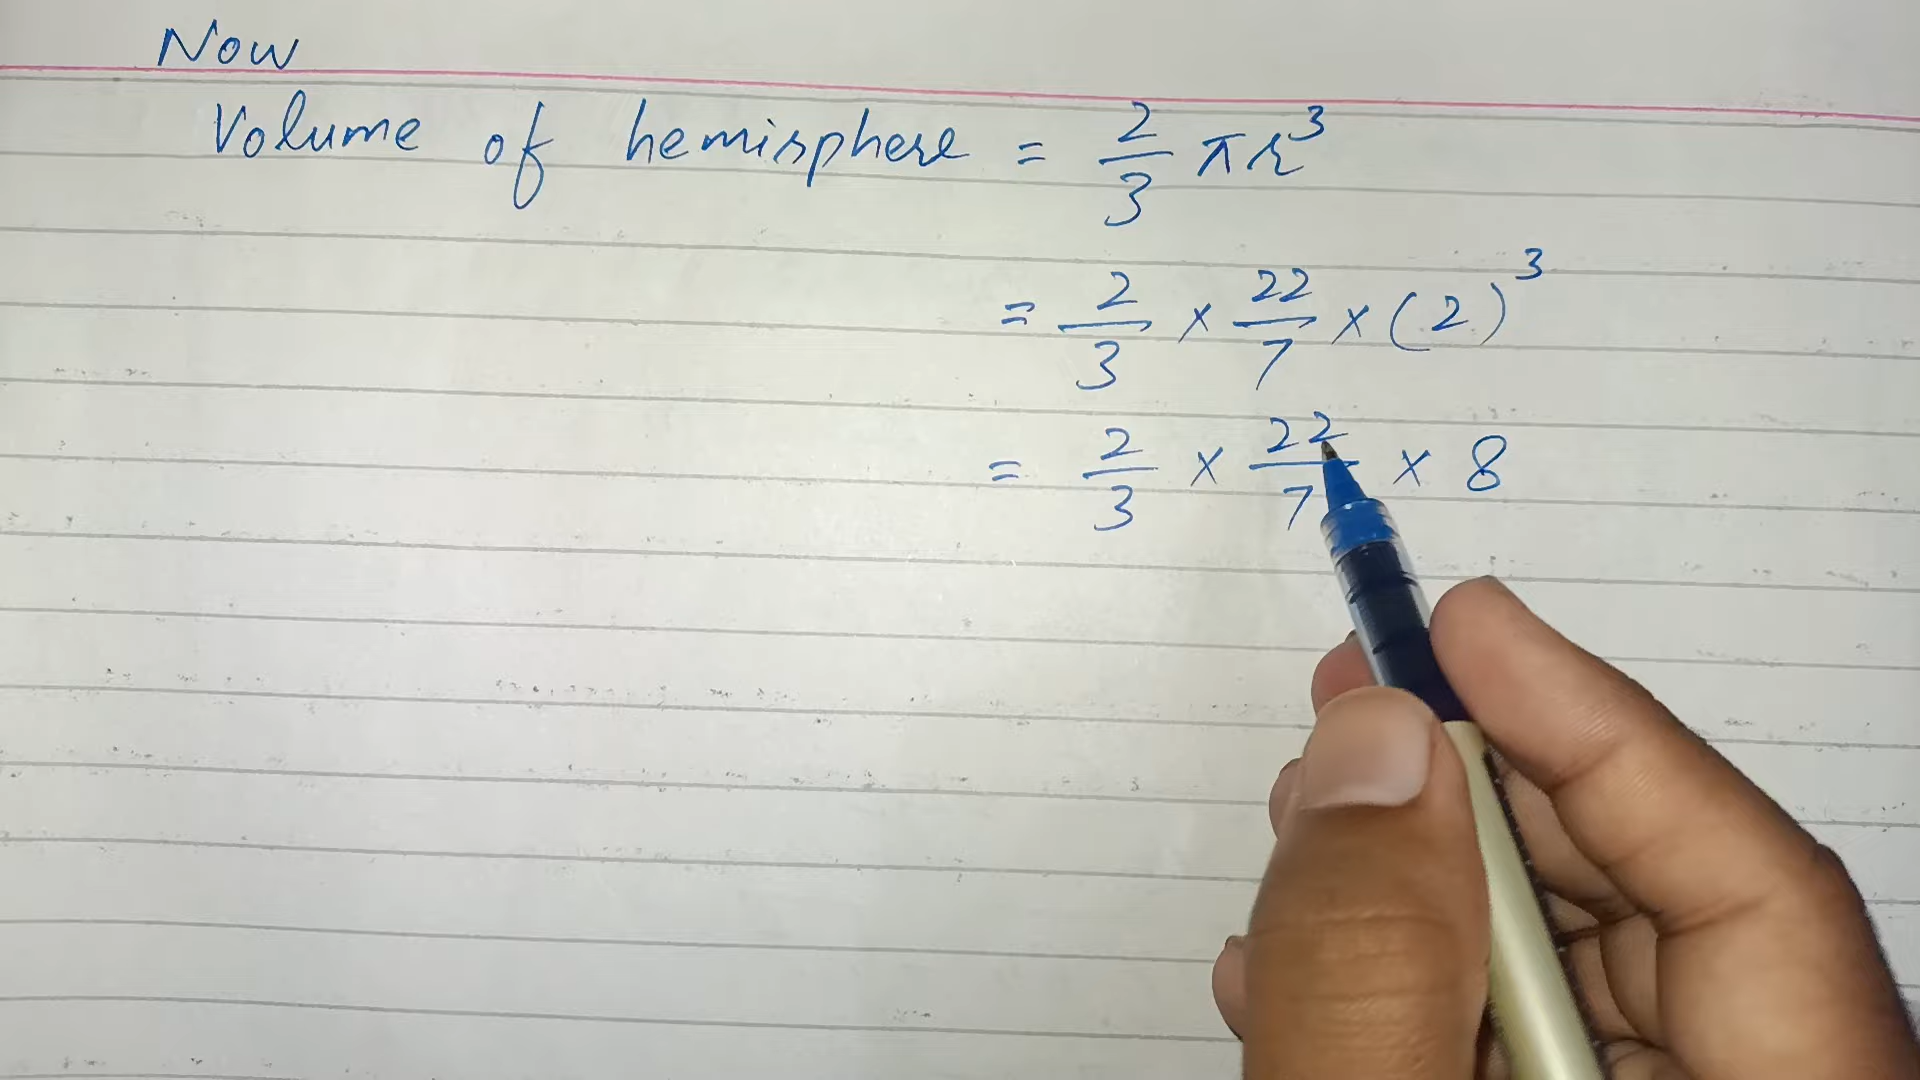 Now
Volume of hemisphere = 2/3 πr³
= 2/3 × 22/7 × (2)³
= 2/3 × 22/7 × 8